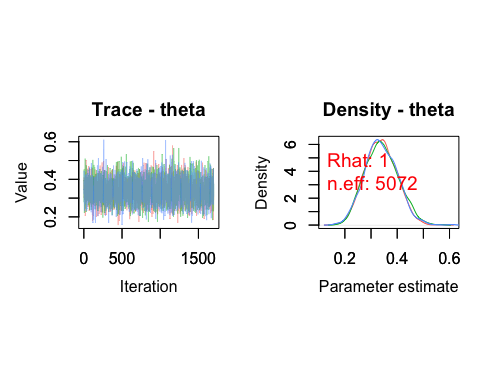 Trace - theta
Value
0.2 0.4 0.6
0 500 1500
Iteration
Density - theta
Density
0 2 4 6
Rhat: 1
n.eff: 5072
0.2 0.4 0.6
Parameter estimate